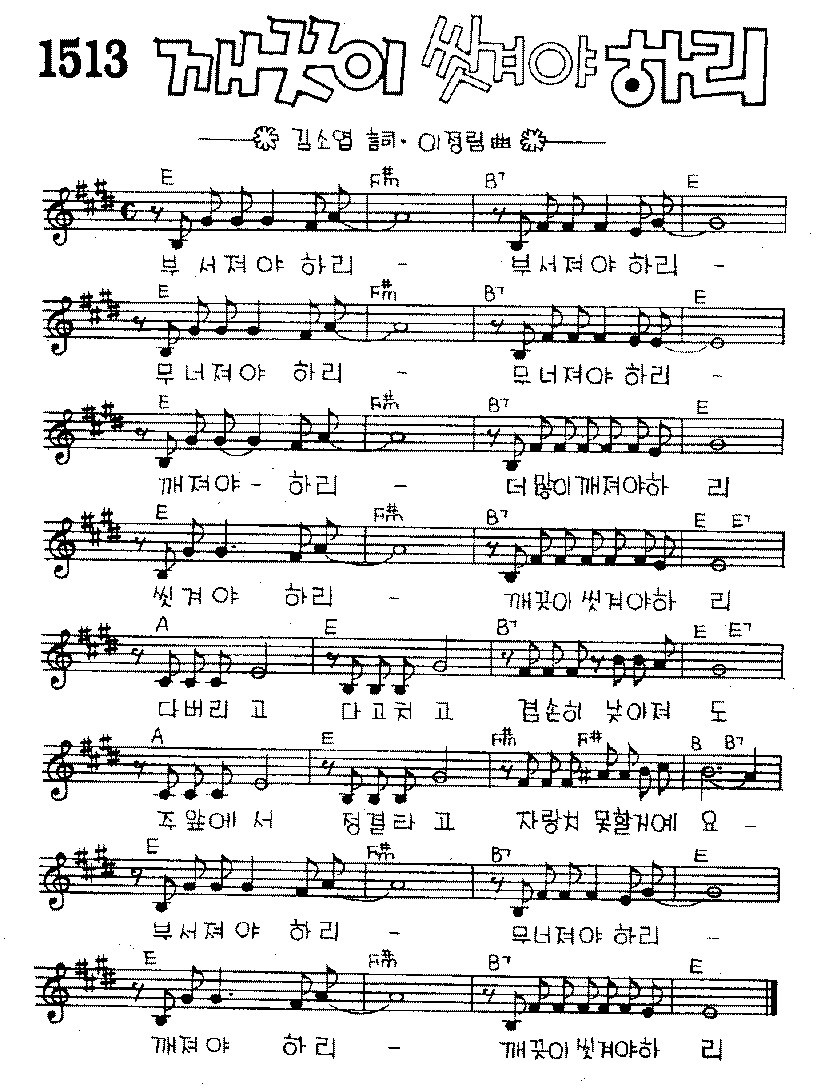 1513 깨끗이 씻겨야 하리
김소엽 詩詞 · 이정림 曲
E F#m B7 E
부 서져 야 하리 - 부 서져야 하리 -
E F#m B7 E
무 너져야 하리 - 무 너져야 하리 -
E F#m B7 E
깨 져야 - 하리 - 더 많이 깨져야하 리
E F#m B7 E E7
씻 겨 야 하리 - 깨끗이 씻겨야하 리
A E B7 E E7
다버리 고 다고치 고 겸손히 낮아져 도
A E F#m F# B B7
주 앞에 서 정결타 고 자랑치 못할거예 요 -
E F#m B7 E
부서져 야 하리 - 무너져야 하리 -
E F#m B7 E
깨 져야 하리 - 깨끗이 씻겨야하 리